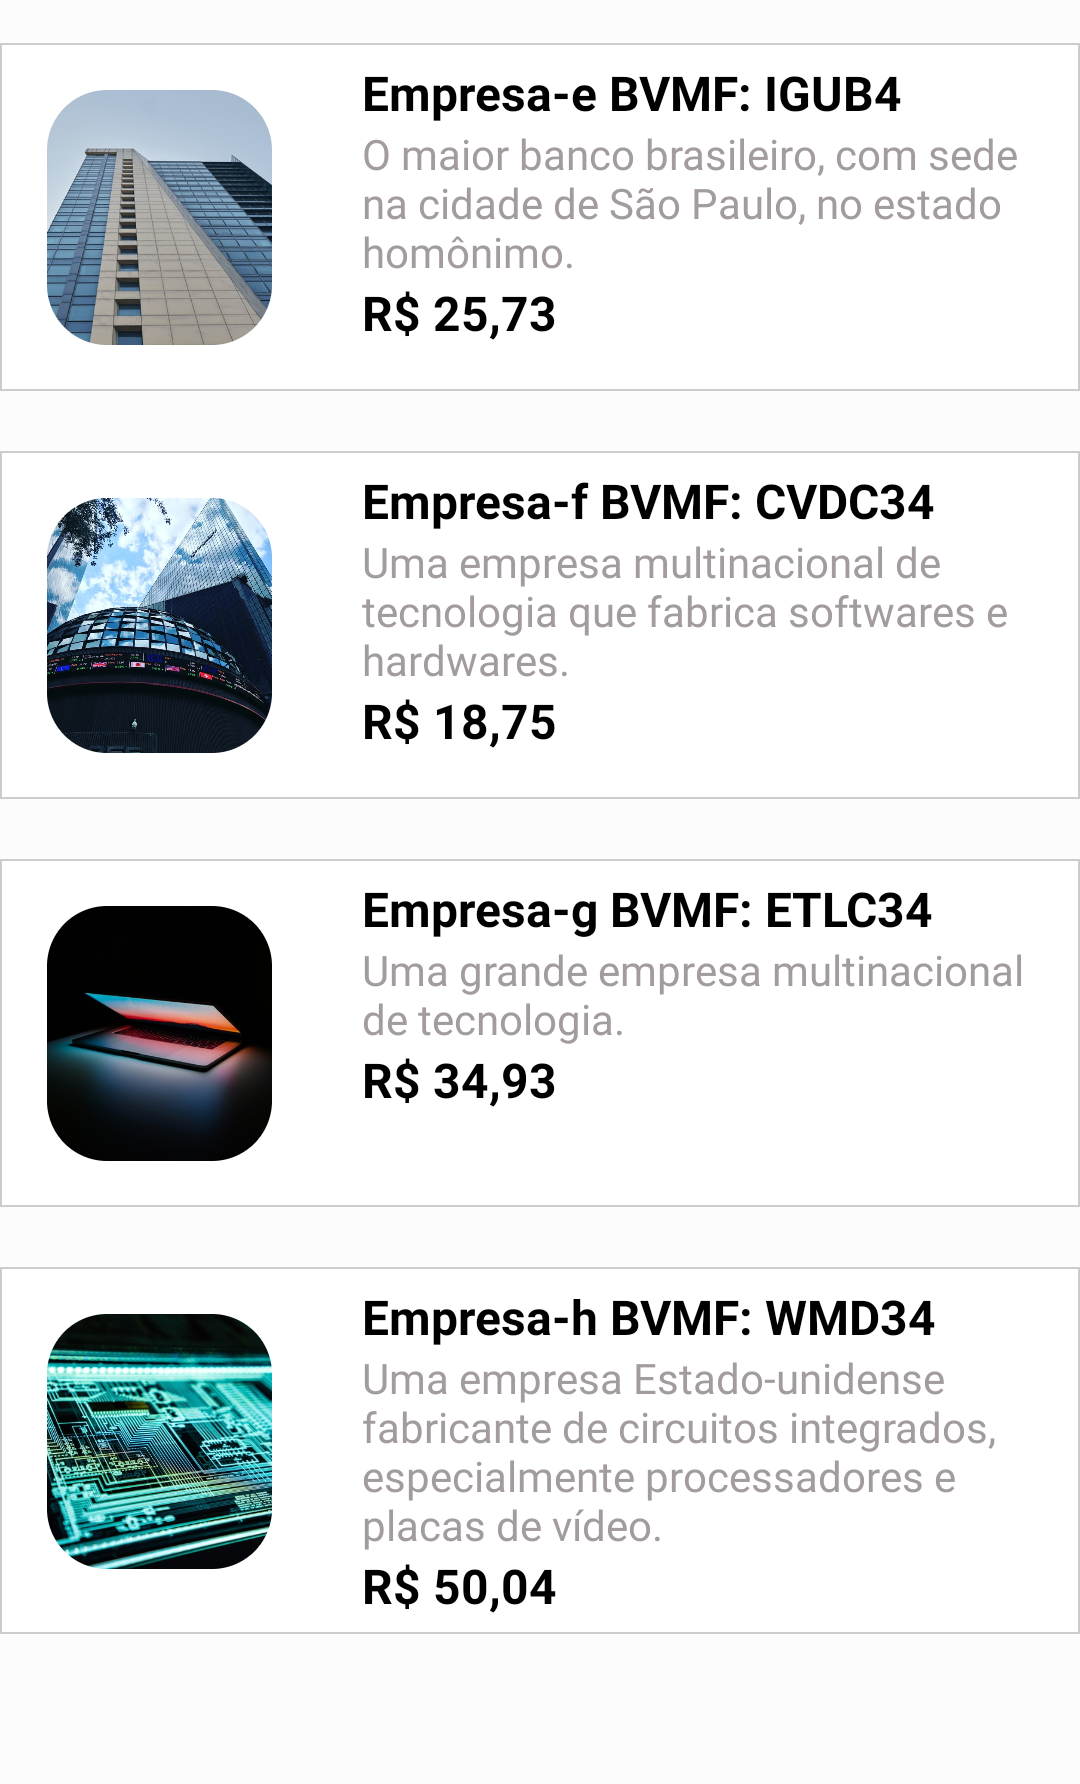 Empresa-e BVMF: IGUB4
O maior banco brasileiro, com sede
na cidade de São Paulo, no estado
homônimo.
R$ 25,73
Empresa-f BVMF: CVDC34
Uma empresa multinacional de
tecnologia que fabrica softwares e
hardwares.
R$ 18,75
Empresa-g BVMF: ETLC34
Uma grande empresa multinacional
de tecnologia.
R$ 34,93
Empresa-h BVMF: WMD34
Uma empresa Estado-unidense
fabricante de circuitos integrados,
especialmente processadores e
placas de vídeo.
R$ 50,04